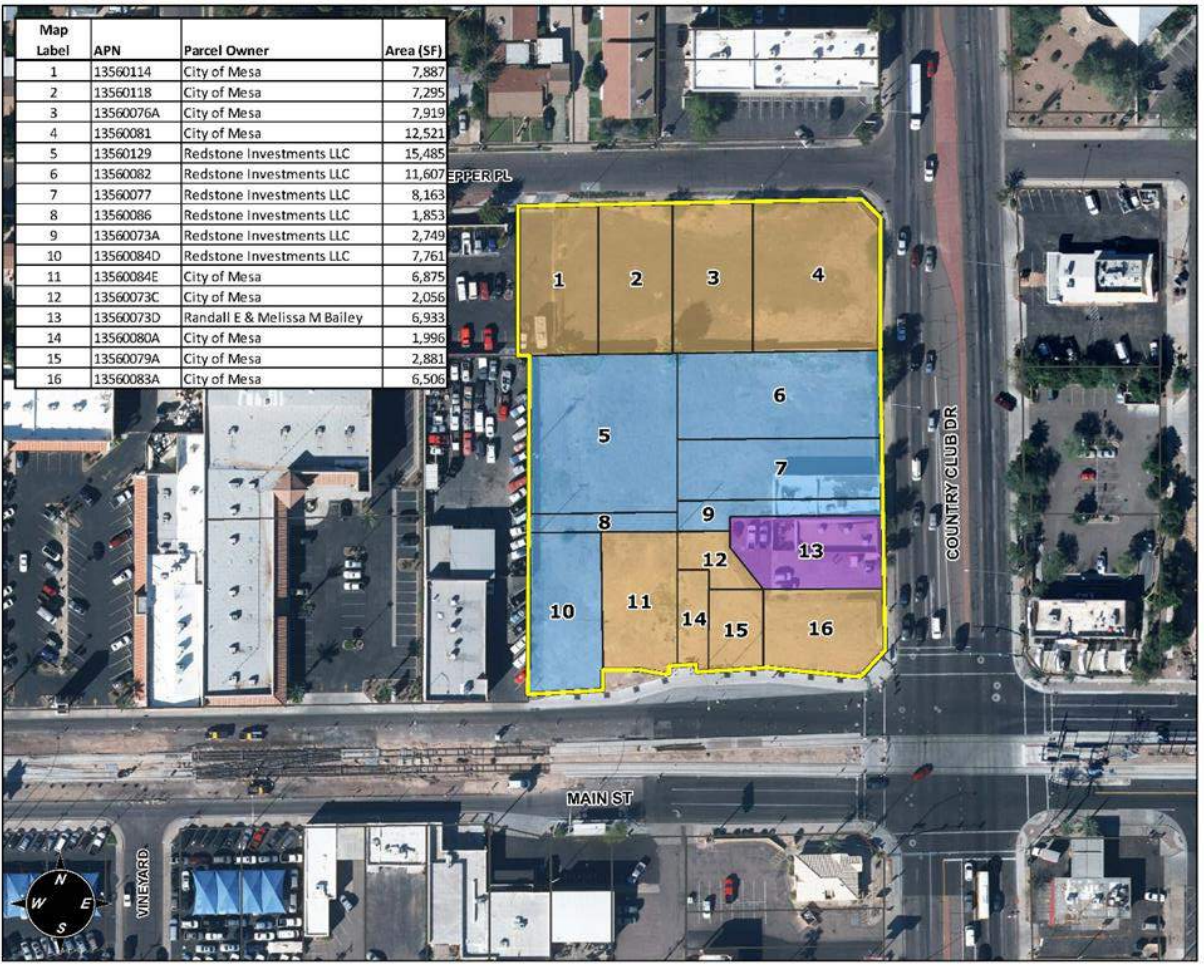 Map
Label APN Parcel Owner Area (SF)
1 13560114 City of Mesa 7,887
2 13560118 City of Mesa 7,295
3 13560076A City of Mesa 7,919
4 13560081 City of Mesa 12,521
5 13560129 Redstone Investments LLC 15,485
6 13560082 Redstone Investments LLC 11,607
7 13560077 Redstone Investments LLC 8,163
8 13560086 Redstone Investments LLC 1,853
9 13560073A Redstone Investments LLC 2,749
10 13560084D Redstone Investments LLC 7,761
11 13560084E City of Mesa 6,875
12 13560073C City of Mesa 2,056
13 13560073D Randall E & Melissa M Bailey 6,933
14 13560080A City of Mesa 1,996
15 13560079A City of Mesa 2,881
16 13560083A City of Mesa 6,506
EPPER PL
1 2 3 4
5
6
7
8
9
10
11
12
13
14
15
16
COUNTRY CLUB DR
MAIN ST
VINEYARD
N
W E
S